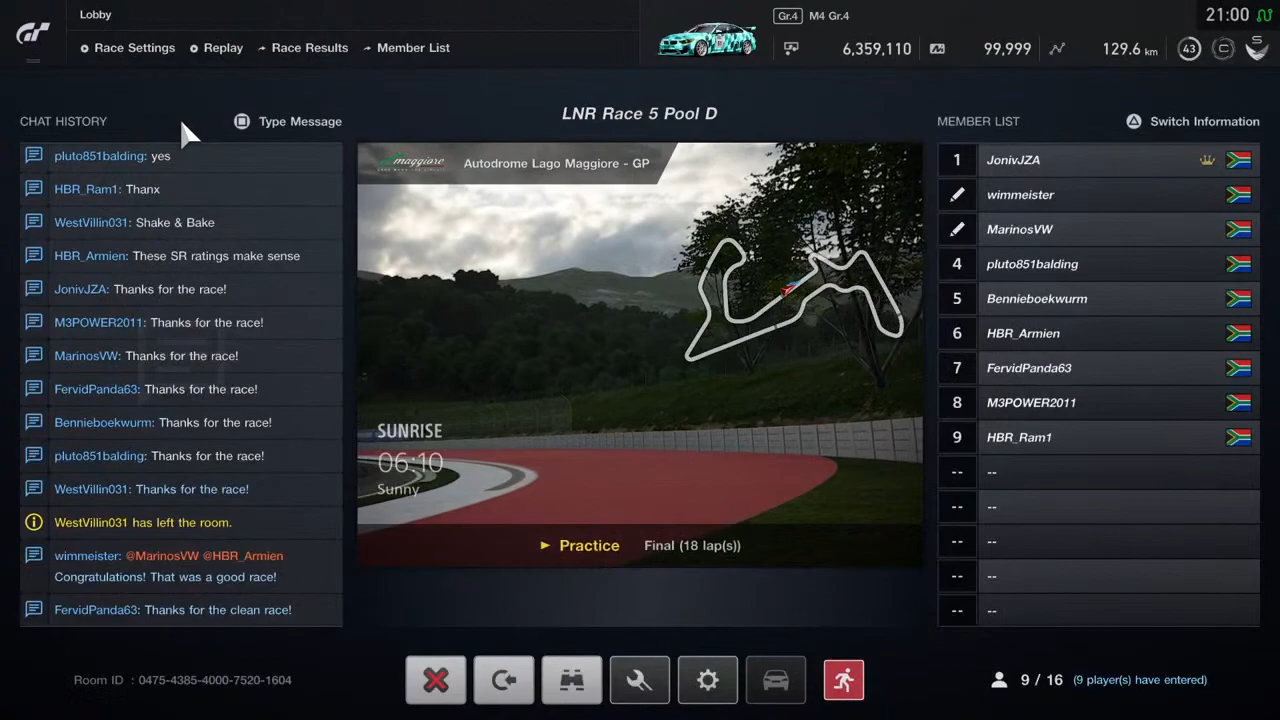 Lobby
Race Settings
Replay
Race Results
Member List
Gr.4
M4 Gr.4
6,359,110
99,999
129.6 km
43
C
S
21:00
CHAT HISTORY
Type Message
pluto851balding: yes
HBR_Ram1: Thanx
WestVillin031: Shake & Bake
HBR_Armien: These SR ratings make sense
JonivJZA: Thanks for the race!
M3POWER2011: Thanks for the race!
MarinosVW: Thanks for the race!
FervidPanda63: Thanks for the race!
Bennieboekwurm: Thanks for the race!
pluto851balding: Thanks for the race!
WestVillin031: Thanks for the race!
WestVillin031 has left the room.
wimmeister: @MarinosVW @HBR_Armien
Congratulations! That was a good race!
FervidPanda63: Thanks for the clean race!
LNR Race 5 Pool D
maggiore
Autodrome Lago Maggiore - GP
SUNRISE
06:10
Sunny
Practice
Final (18 lap(s))
MEMBER LIST
Switch Information
1 JonivJZA
wimmeister
MarinosVW
4 pluto851balding
5 Bennieboekwurm
6 HBR_Armien
7 FervidPanda63
8 M3POWER2011
9 HBR_Ram1
-- --
-- --
-- --
-- --
-- --
Room ID : 0475-4385-4000-7520-1604
9 / 16 (9 player(s) have entered)